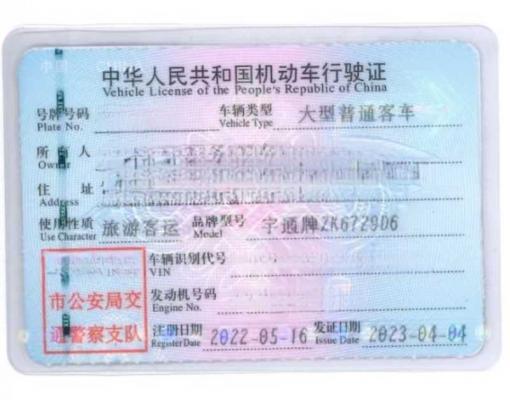 中华人民共和国机动车行驶证
Vehicle License of the People's Republic of China
号牌号码 车辆类型 大型普通客车
Plate No. Vehicle Type
所有人
Owner
住址
Address
使用性质 旅游客运 品牌型号 宇通牌ZK6729D6
Use Character Model
车辆识别代号
VIN
市公安局交
通警察支队
发动机号码
Engine No.
注册日期 2022-05-16 发证日期 2023-04-04
Register Date Issue Date